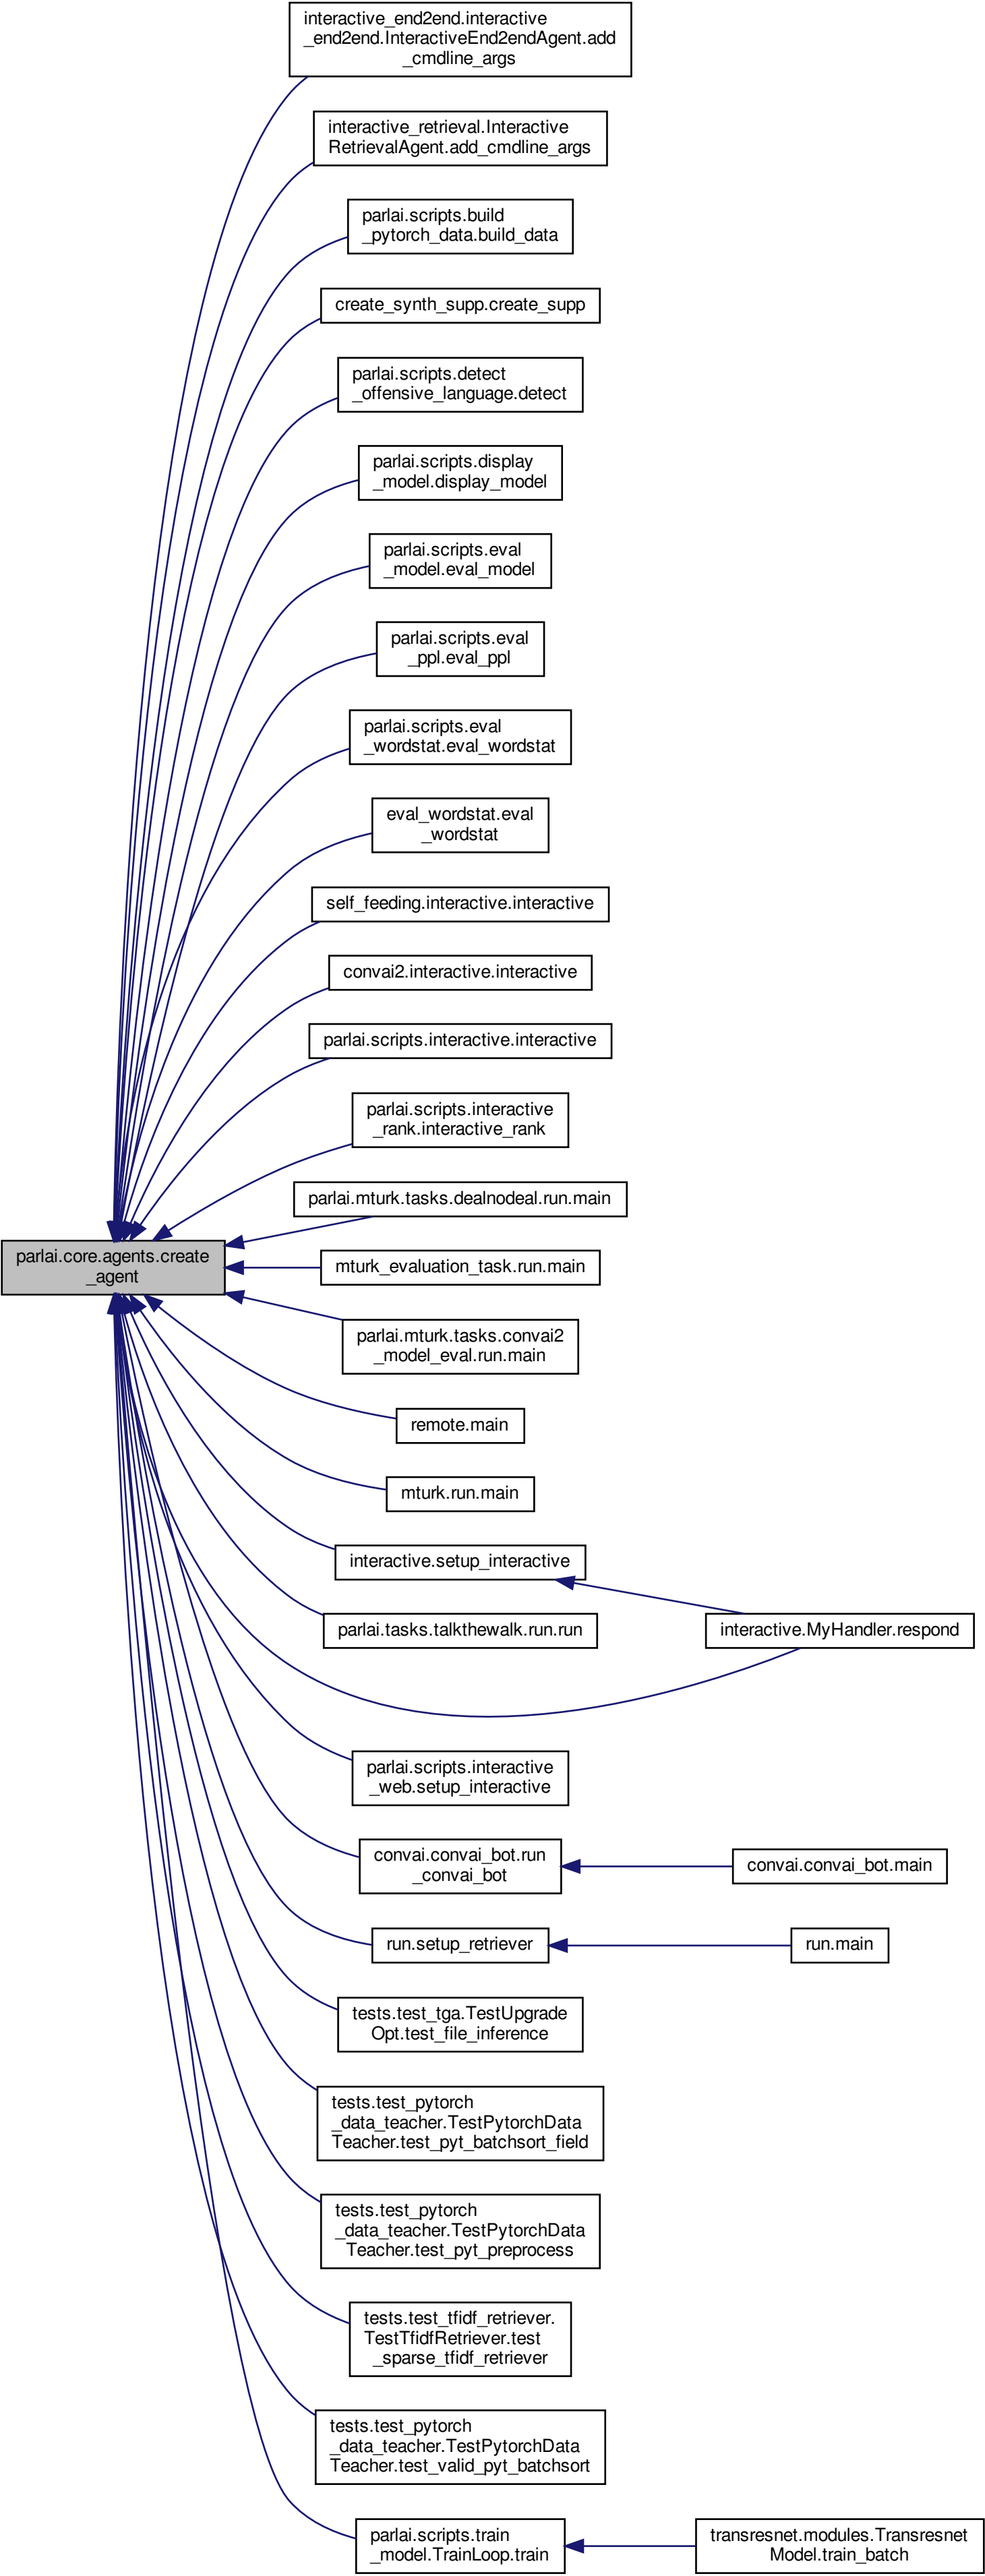 interactive_end2end.interactive
_end2end.InteractiveEnd2endAgent.add
_cmdline_args
interactive_retrieval.Interactive
RetrievalAgent.add_cmdline_args
parlai.scripts.build
_pytorch_data.build_data
create_synth_supp.create_supp
parlai.scripts.detect
_offensive_language.detect
parlai.scripts.display
_model.display_model
parlai.scripts.eval
_model.eval_model
parlai.scripts.eval
_ppl.eval_ppl
parlai.scripts.eval
_wordstat.eval_wordstat
eval_wordstat.eval
_wordstat
self_feeding.interactive.interactive
convai2.interactive.interactive
parlai.scripts.interactive.interactive
parlai.scripts.interactive
_rank.interactive_rank
parlai.mturk.tasks.dealnodeal.run.main
parlai.core.agents.create
_agent
mturk_evaluation_task.run.main
parlai.mturk.tasks.convai2
_model_eval.run.main
remote.main
mturk.run.main
interactive.setup_interactive
parlai.tasks.talkthewalk.run.run
interactive.MyHandler.respond
parlai.scripts.interactive
_web.setup_interactive
convai.convai_bot.run
_convai_bot
convai.convai_bot.main
run.setup_retriever
run.main
tests.test_tga.TestUpgrade
Opt.test_file_inference
tests.test_pytorch
_data_teacher.TestPytorchData
Teacher.test_pyt_batchsort_field
tests.test_pytorch
_data_teacher.TestPytorchData
Teacher.test_pyt_preprocess
tests.test_tfidf_retriever.
TestTfidfRetriever.test
_sparse_tfidf_retriever
tests.test_pytorch
_data_teacher.TestPytorchData
Teacher.test_valid_pyt_batchsort
parlai.scripts.train
_model.TrainLoop.train
transresnet.modules.Transresnet
Model.train_batch